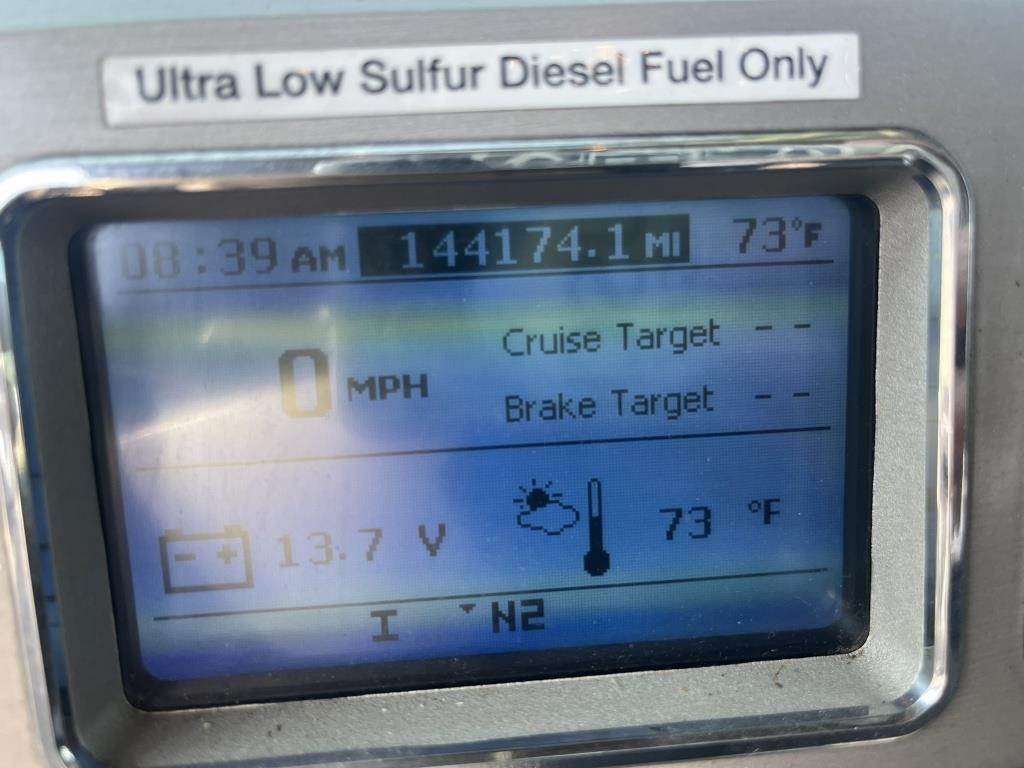 Ultra Low Sulfur Diesel Fuel Only
08:39 AM 144174.1 MI 73°F
Cruise Target --
0 MPH
Brake Target --
- + 13.7 V 73 °F
I N2